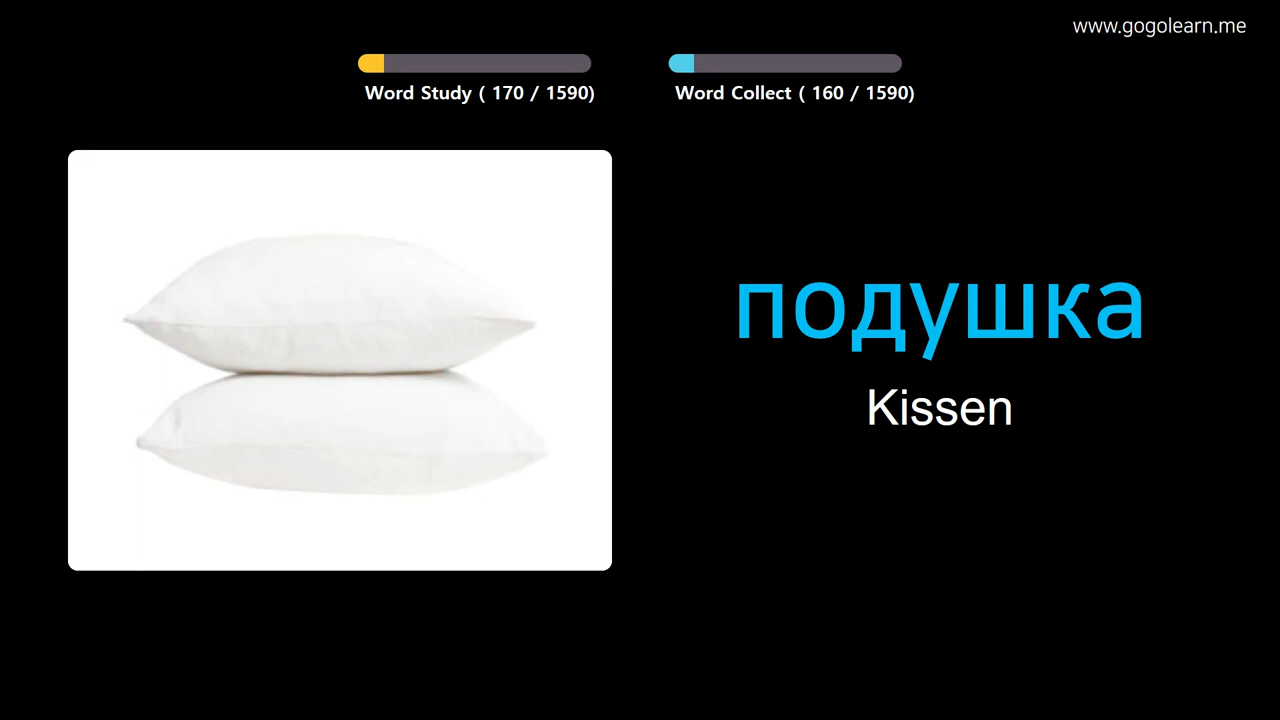 www.gogolearn.me
Word Study ( 170 / 1590)
Word Collect ( 160 / 1590)
подушка
Kissen